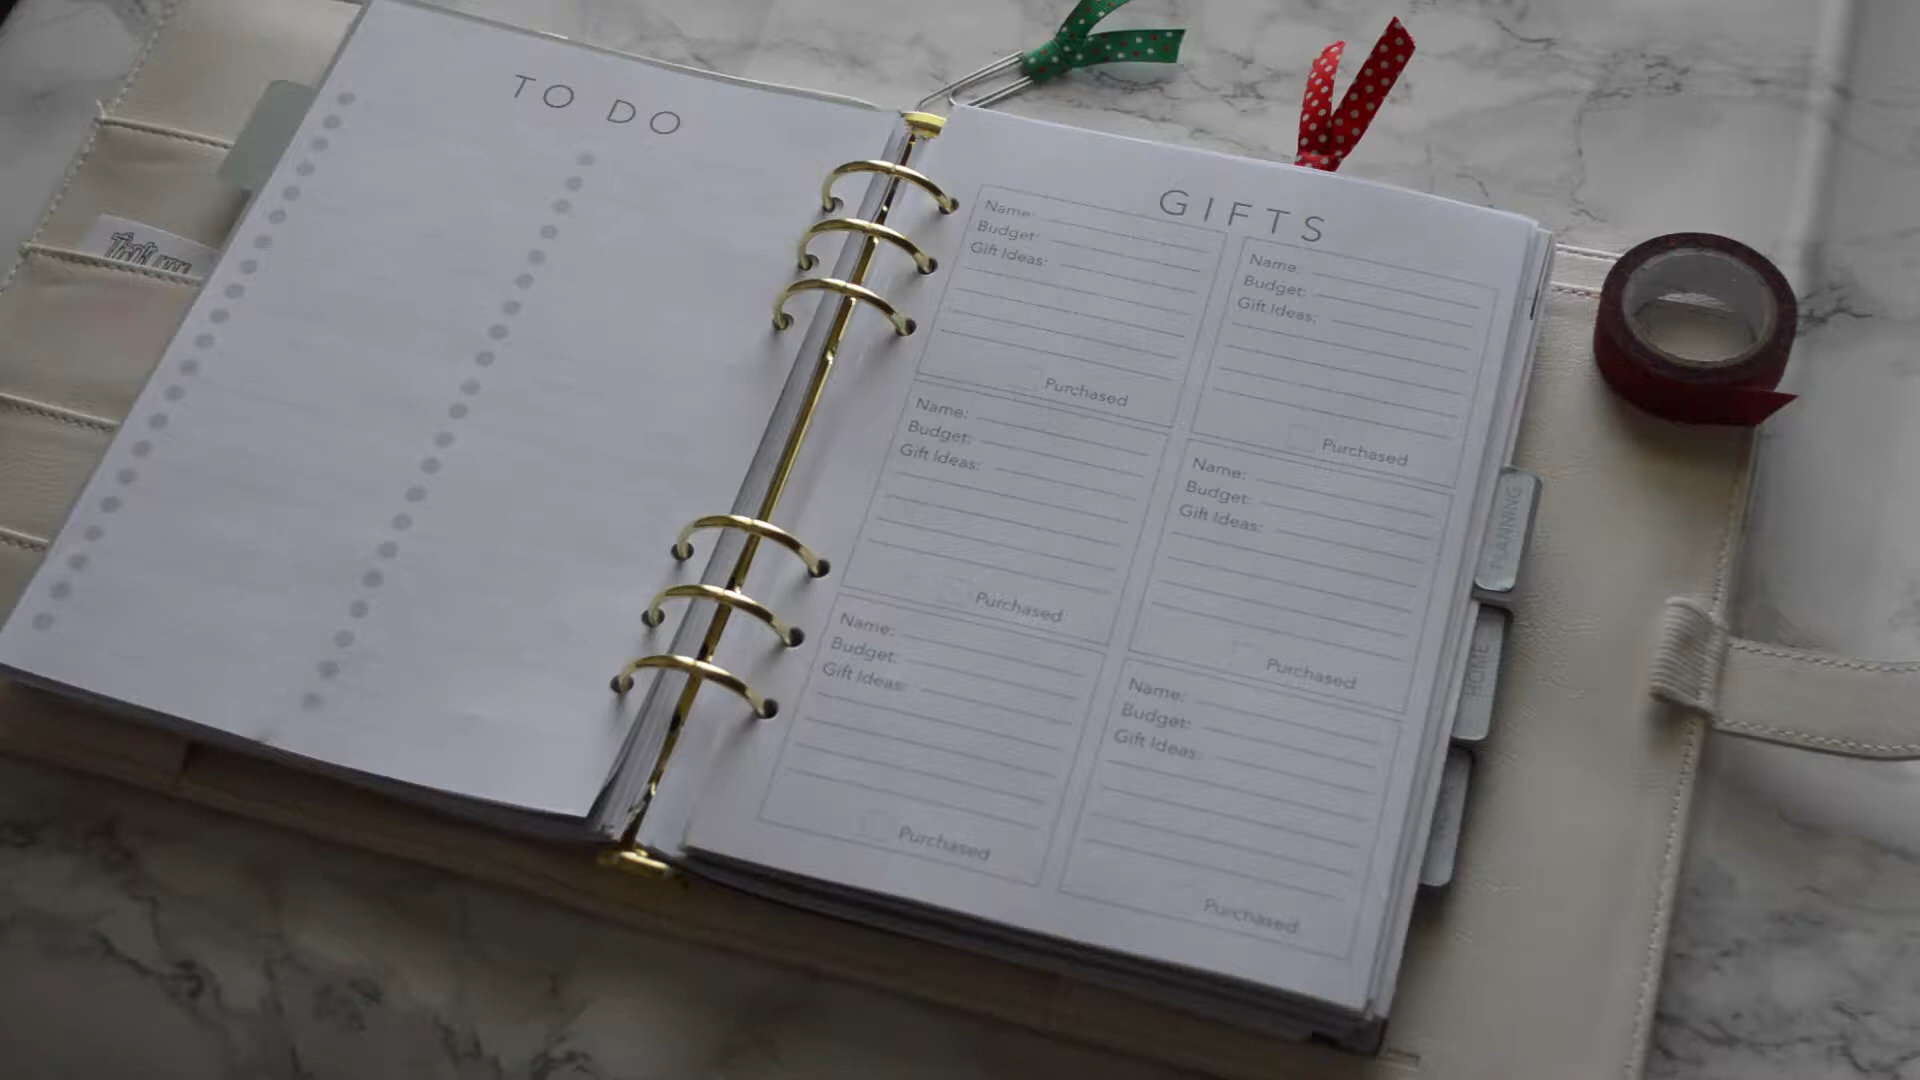 TO DO
GIFTS
Name:
Budget:
Gift Ideas:
Purchased
Name:
Budget:
Gift Ideas:
Purchased
Name:
Budget:
Gift Ideas:
Purchased
Name:
Budget:
Gift Ideas:
Purchased
Name:
Budget:
Gift Ideas:
Purchased
Name:
Budget:
Gift Ideas:
Purchased
PLANNING
HOME